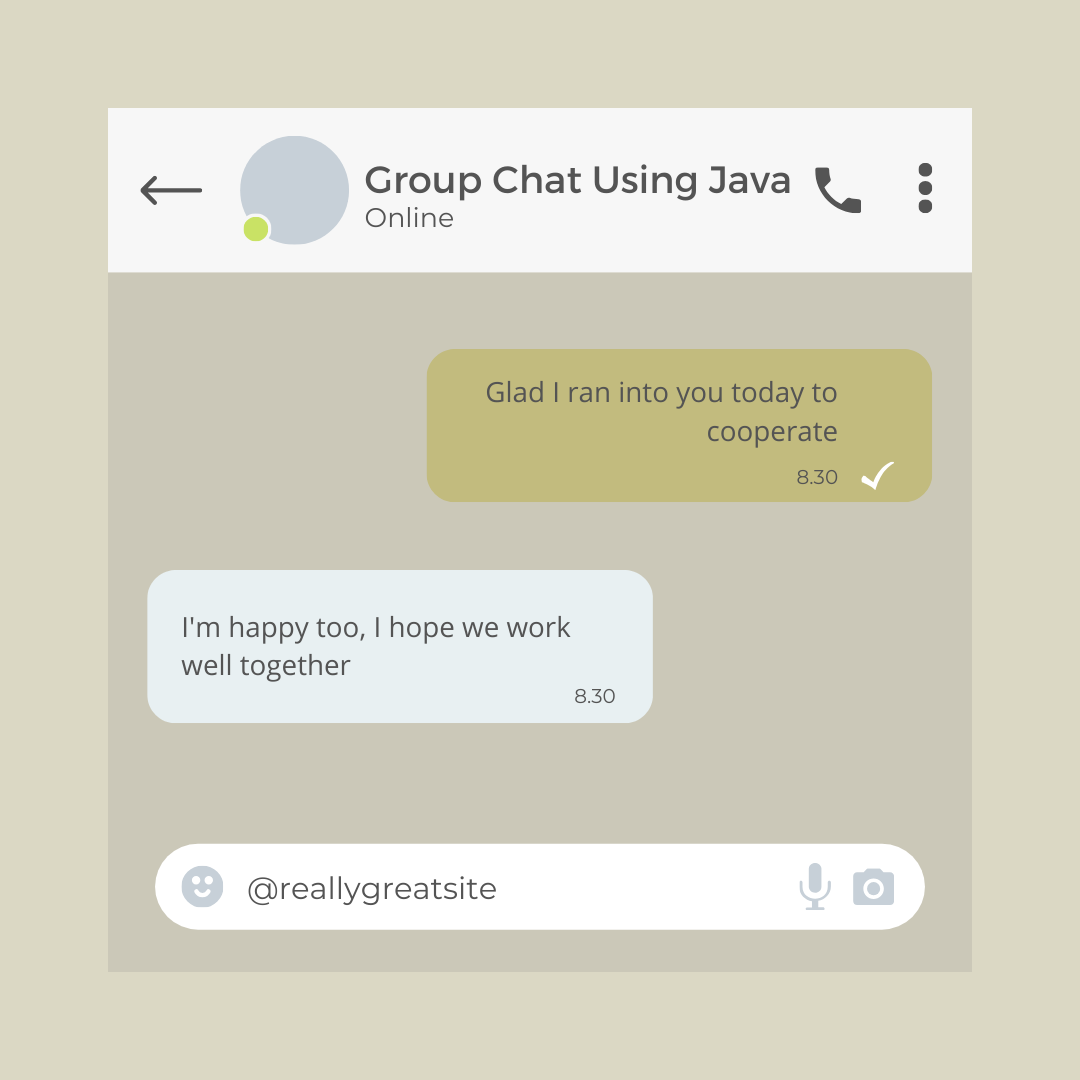 Group Chat Using Java
Online
Glad I ran into you today to
cooperate
8.30
I'm happy too, I hope we work
well together
8.30
@reallygreatsite